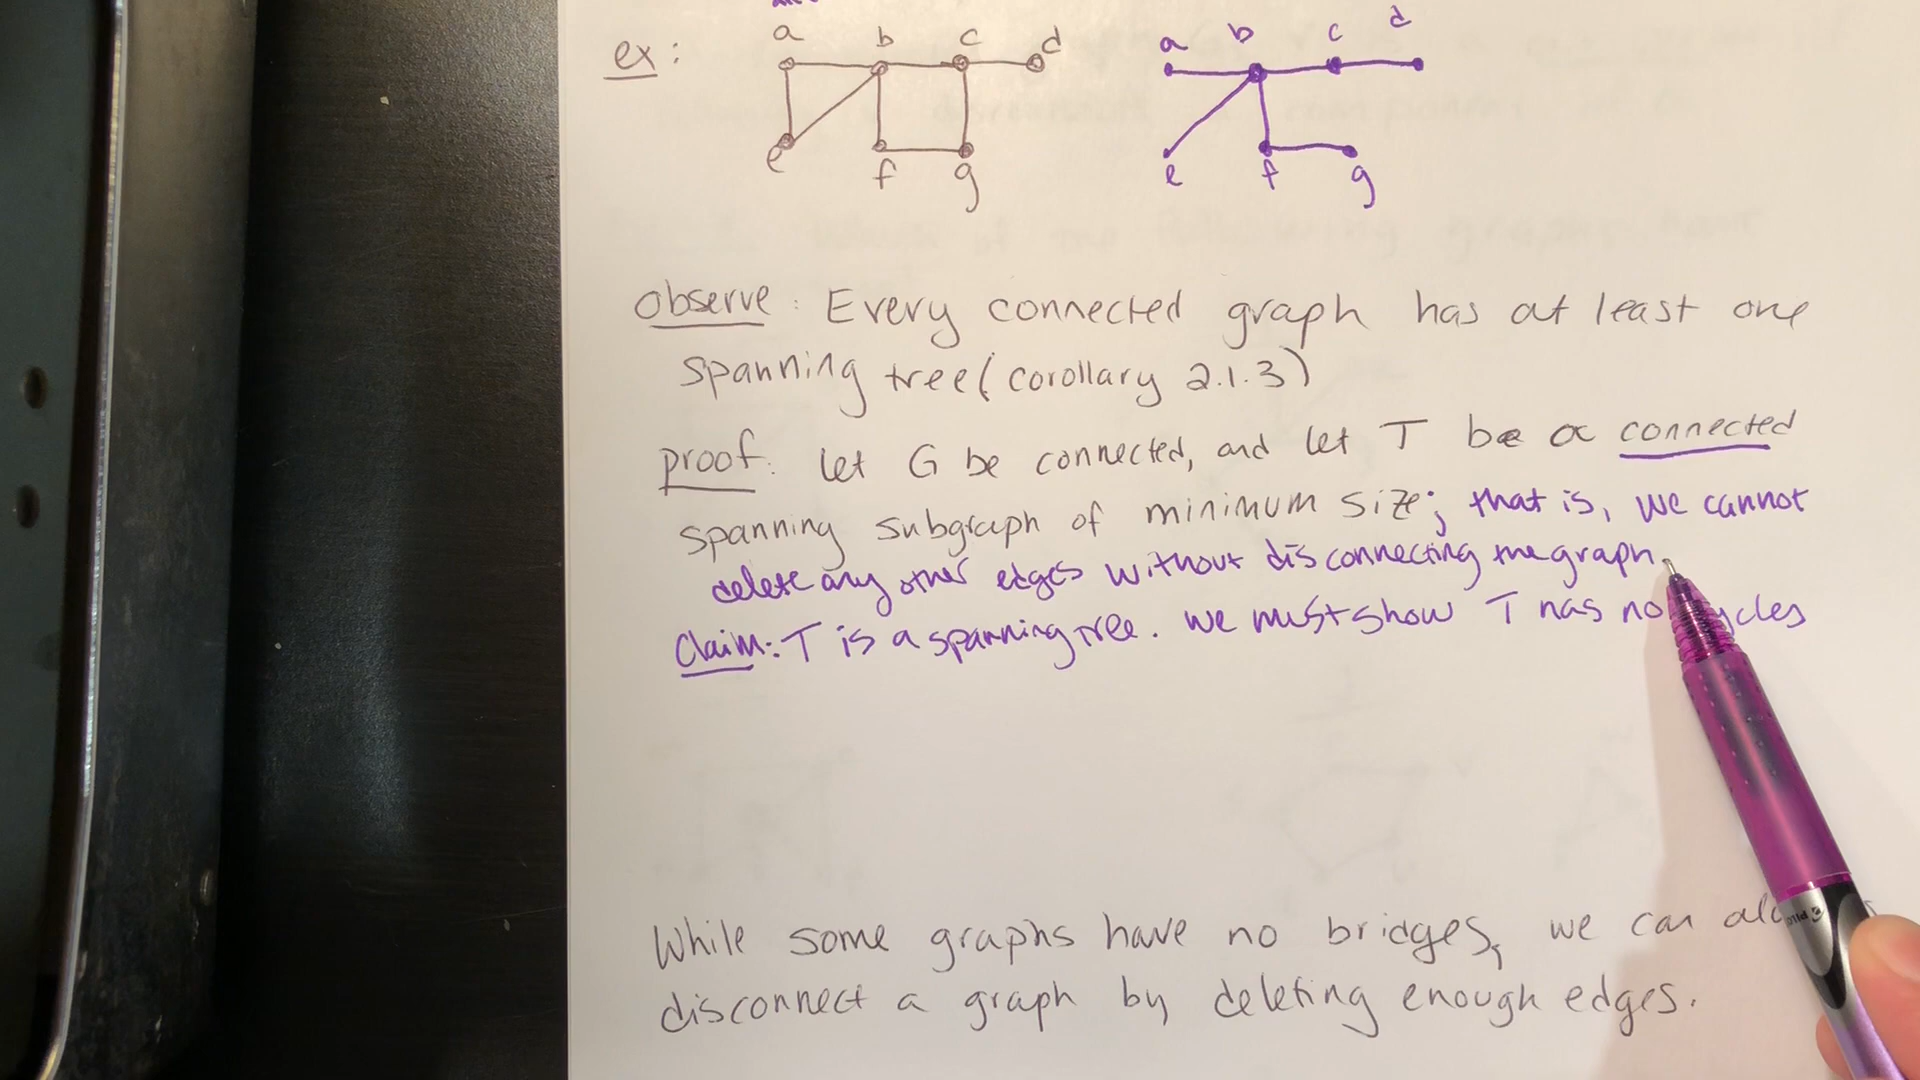 ex:
a b c d
e f g
a b c d
e f g
Observe: Every connected graph has at least one
spanning tree (corollary 2.1.3)
proof: Let G be connected, and let T be a connected
spanning subgraph of minimum size; that is, we cannot
delete any other edges without disconnecting the graph.
Claim: T is a spanning tree. We must show T has no cycles
While some graphs have no bridges, we can
disconnect a graph by deleting enough edges.